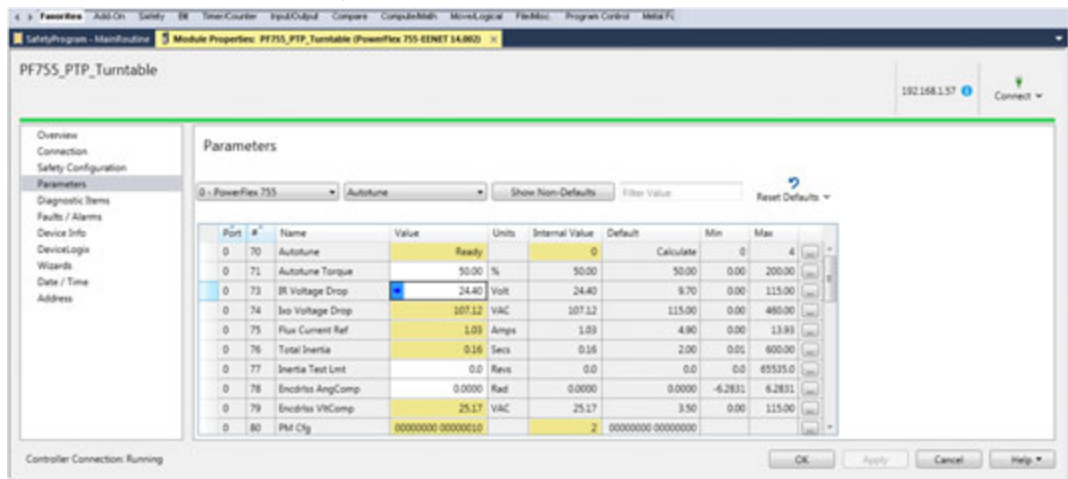 Favorites Add-On Safety Bit Timer/Counter Input/Output Compare Compute/Math Move/Logical File/Misc. Program Control Metal Fc
SafetyProgram - MainRoutine Module Properties: PF755_PTP_Turntable (PowerFlex 755-EENET 14.002) ×
PF755_PTP_Turntable
192.168.1.57
Connect
Overview
Connection
Safety Configuration
Parameters
Diagnostic Items
Faults / Alarms
Device Info
DeviceLogix
Wizards
Date / Time
Address
Parameters
0 - PowerFlex 755 Autotune Show Non-Defaults Filter Value Reset Defaults
Port # Name Value Units Internal Value Default Min Max
0 70 Autotune Ready 0 Calculate 0 4 ...
0 71 Autotune Torque 50.00 % 50.00 50.00 0.00 200.00 ...
0 73 IR Voltage Drop 24.40 Volt 24.40 9.70 0.00 115.00 ...
0 74 Ixo Voltage Drop 107.12 VAC 107.12 115.00 0.00 460.00 ...
0 75 Flux Current Ref 1.03 Amps 1.03 4.90 0.00 13.93 ...
0 76 Total Inertia 0.16 Secs 0.16 2.00 0.01 600.00 ...
0 77 Inertia Test Lmt 0.0 Revs 0.0 0.0 0.0 65535.0 ...
0 78 Encdrlss AngComp 0.0000 Rad 0.0000 0.0000 -6.2831 6.2831 ...
0 79 Encdrlss VltComp 25.17 VAC 25.17 3.50 0.00 115.00 ...
0 80 PM Cfg 00000000 00000010 2 00000000 00000000 ...
Controller Connection: Running
OK Apply Cancel Help